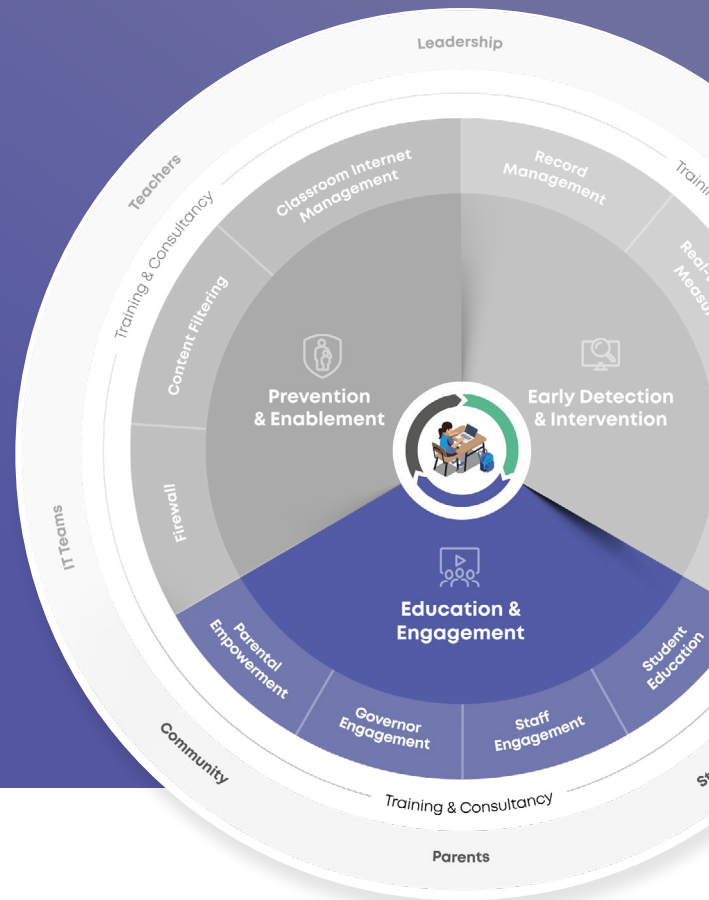 Leadership
Teachers
Training & Consultancy
Classroom Internet
Management
Record
Management
Content Filtering
Prevention
& Enablement
Early Detection
& Intervention
Firewall
IT Teams
Education &
Engagement
Parental
Empowerment
Governor
Engagement
Staff
Engagement
Student
Education
Community
Training & Consultancy
Parents